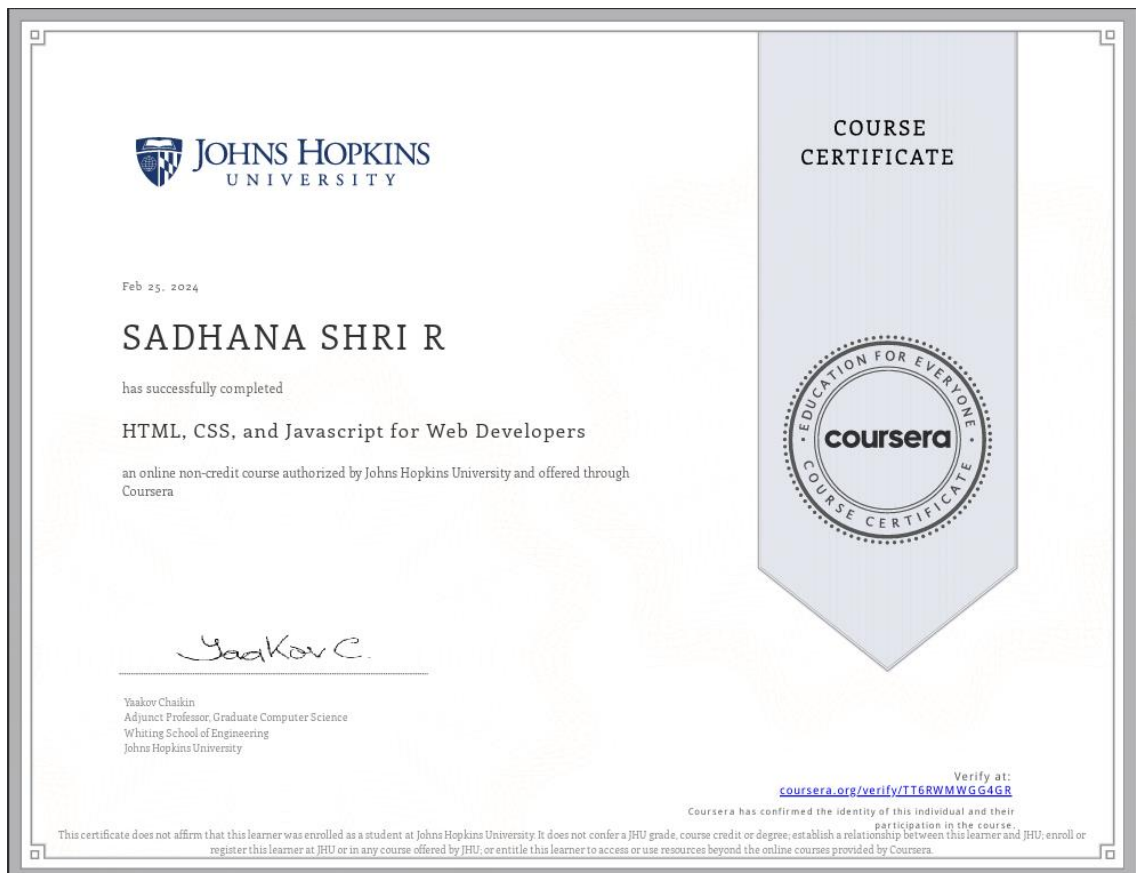 JOHNS HOPKINS
UNIVERSITY
COURSE
CERTIFICATE
Feb 25, 2024
SADHANA SHRI R
has successfully completed
HTML, CSS, and Javascript for Web Developers
an online non-credit course authorized by Johns Hopkins University and offered through
Coursera
EDUCATION FOR EVERYONE
coursera
COURSE CERTIFICATE
Yaakov C.
Yaakov Chaikin
Adjunct Professor, Graduate Computer Science
Whiting School of Engineering
Johns Hopkins University
Verify at:
coursera.org/verify/TT6RWMWGG4GR
Coursera has confirmed the identity of this individual and their
participation in the course.
This certificate does not affirm that this learner was enrolled as a student at Johns Hopkins University. It does not confer a JHU grade, course credit or degree; establish a relationship between this learner and JHU; enroll or
register this learner at JHU or in any course offered by JHU; or entitle this learner to access or use resources beyond the online courses provided by Coursera.